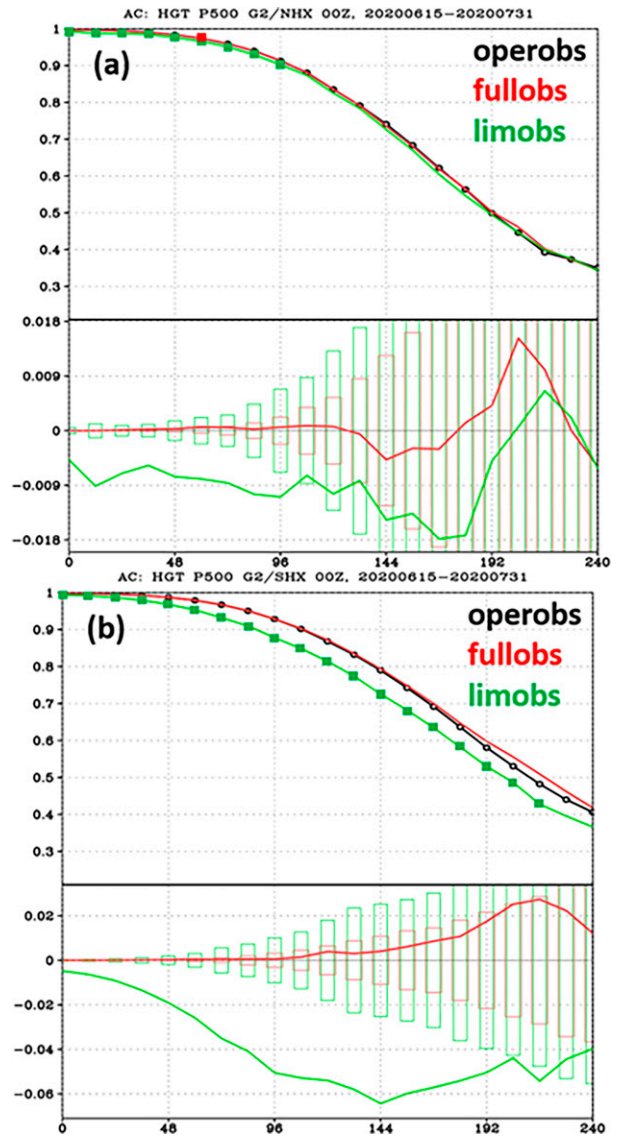 AC: HGT P500 G2/NHX 00Z, 20200615-20200731
1
(a)
operobs
0.9
fullobs
0.8
limobs
0.7
0.6
0.5
0.4
0.3
0.018
0.009
0
-0.009
-0.018
0 48 96 144 192 240
AC: HGT P500 G2/SHX 00Z, 20200615-20200731
1
(b)
operobs
0.9
fullobs
0.8
limobs
0.7
0.6
0.5
0.4
0.3
0.02
0
-0.02
-0.04
-0.06
0 48 96 144 192 240